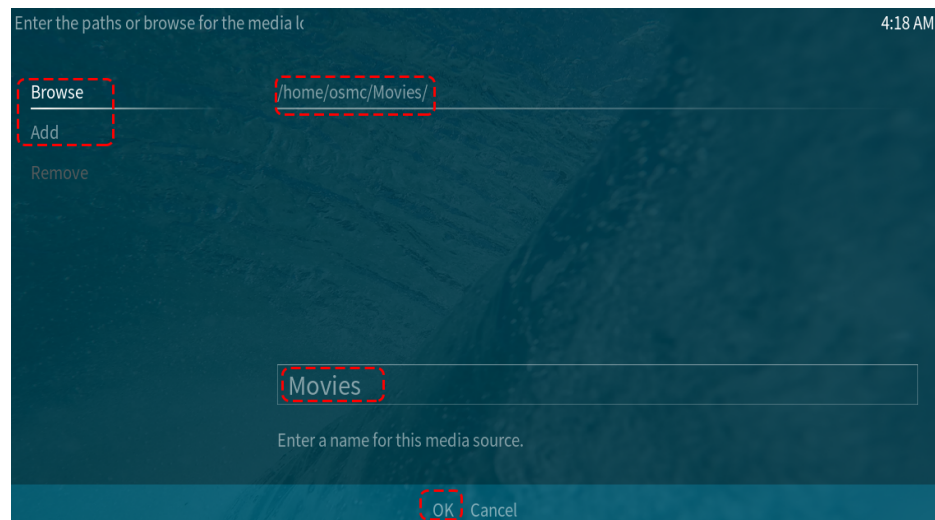 Enter the paths or browse for the media lo
4:18 AM
Browse
/home/osmc/Movies/
Add
Remove
Movies
Enter a name for this media source.
OK Cancel